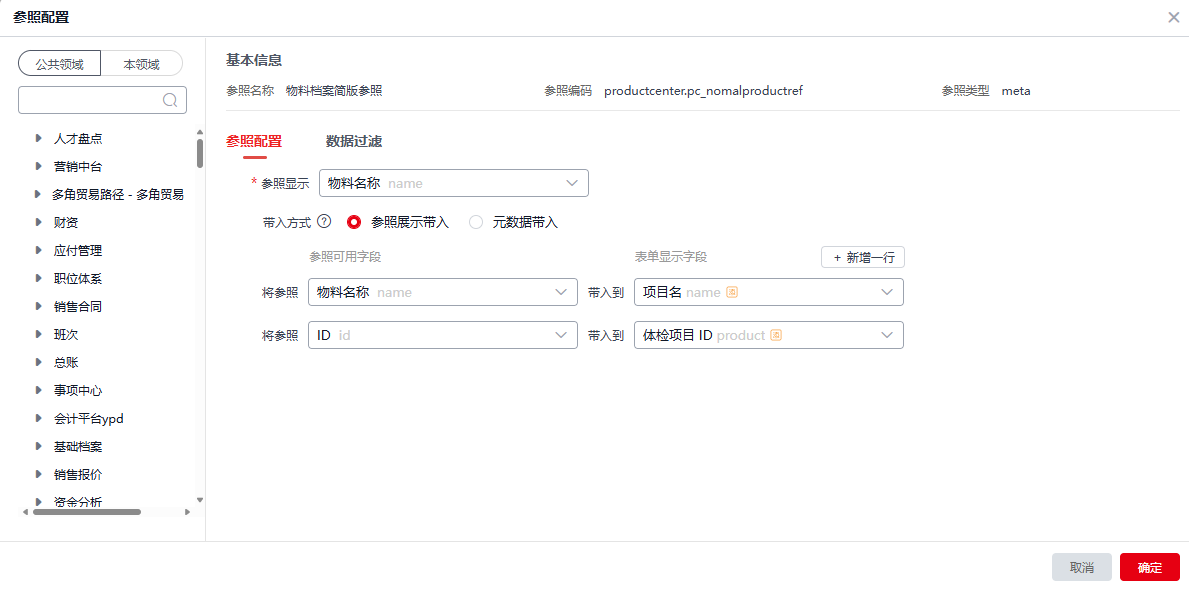 参照配置
公共领域 本领域
人才盘点
营销中台
多角贸易路径 - 多角贸易
财资
应付管理
职位体系
销售合同
班次
总账
事项中心
会计平台ypd
基础档案
销售报价
资金分析
基本信息
参照名称 物料档案简版参照 参照编码 productcenter.pc_nomalproductref 参照类型 meta
参照配置 数据过滤
* 参照显示 物料名称 name
带入方式 ? 参照展示带入 元数据带入
参照可用字段 表单显示字段 + 新增一行
将参照 物料名称 name 带入到 项目名 name
将参照 ID id 带入到 体检项目 ID product
取消 确定